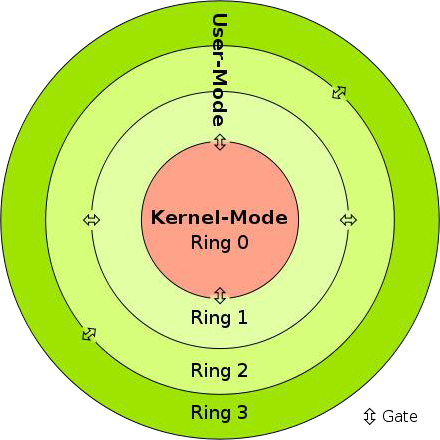 User-Mode
Kernel-Mode
Ring 0
Ring 1
Ring 2
Ring 3
Gate